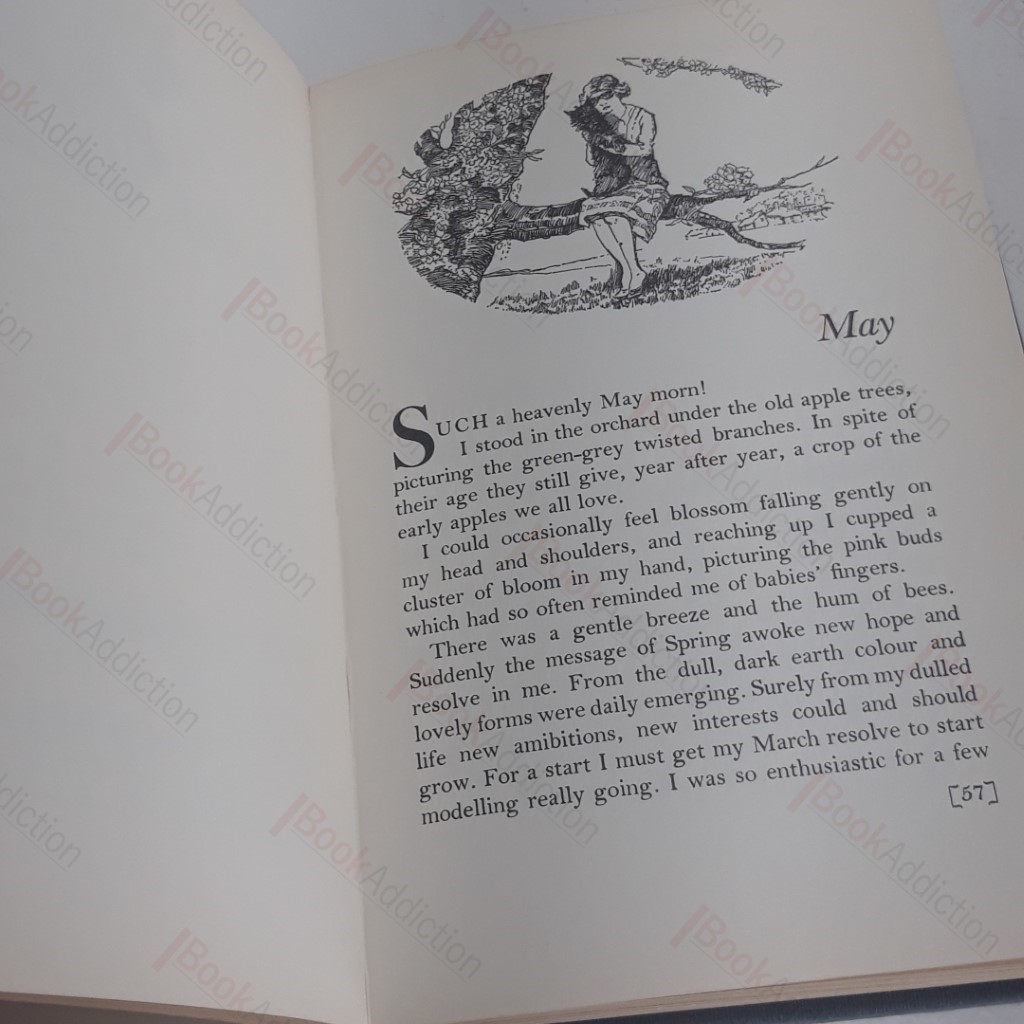 May
SUCH a heavenly May morn!
I stood in the orchard under the old apple trees,
picturing the green-grey twisted branches. In spite of
their age they still give, year after year, a crop of the
early apples we all love.
I could occasionally feel blossom falling gently on
my head and shoulders, and reaching up I cupped a
cluster of bloom in my hand, picturing the pink buds
which had so often reminded me of babies' fingers.
There was a gentle breeze and the hum of bees.
Suddenly the message of Spring awoke new hope and
resolve in me. From the dull, dark earth colour and
lovely forms were daily emerging. Surely from my dulled
life new amibitions, new interests could and should
grow. For a start I must get my March resolve to start
modelling really going. I was so enthusiastic for a few
[57]
BookAddiction